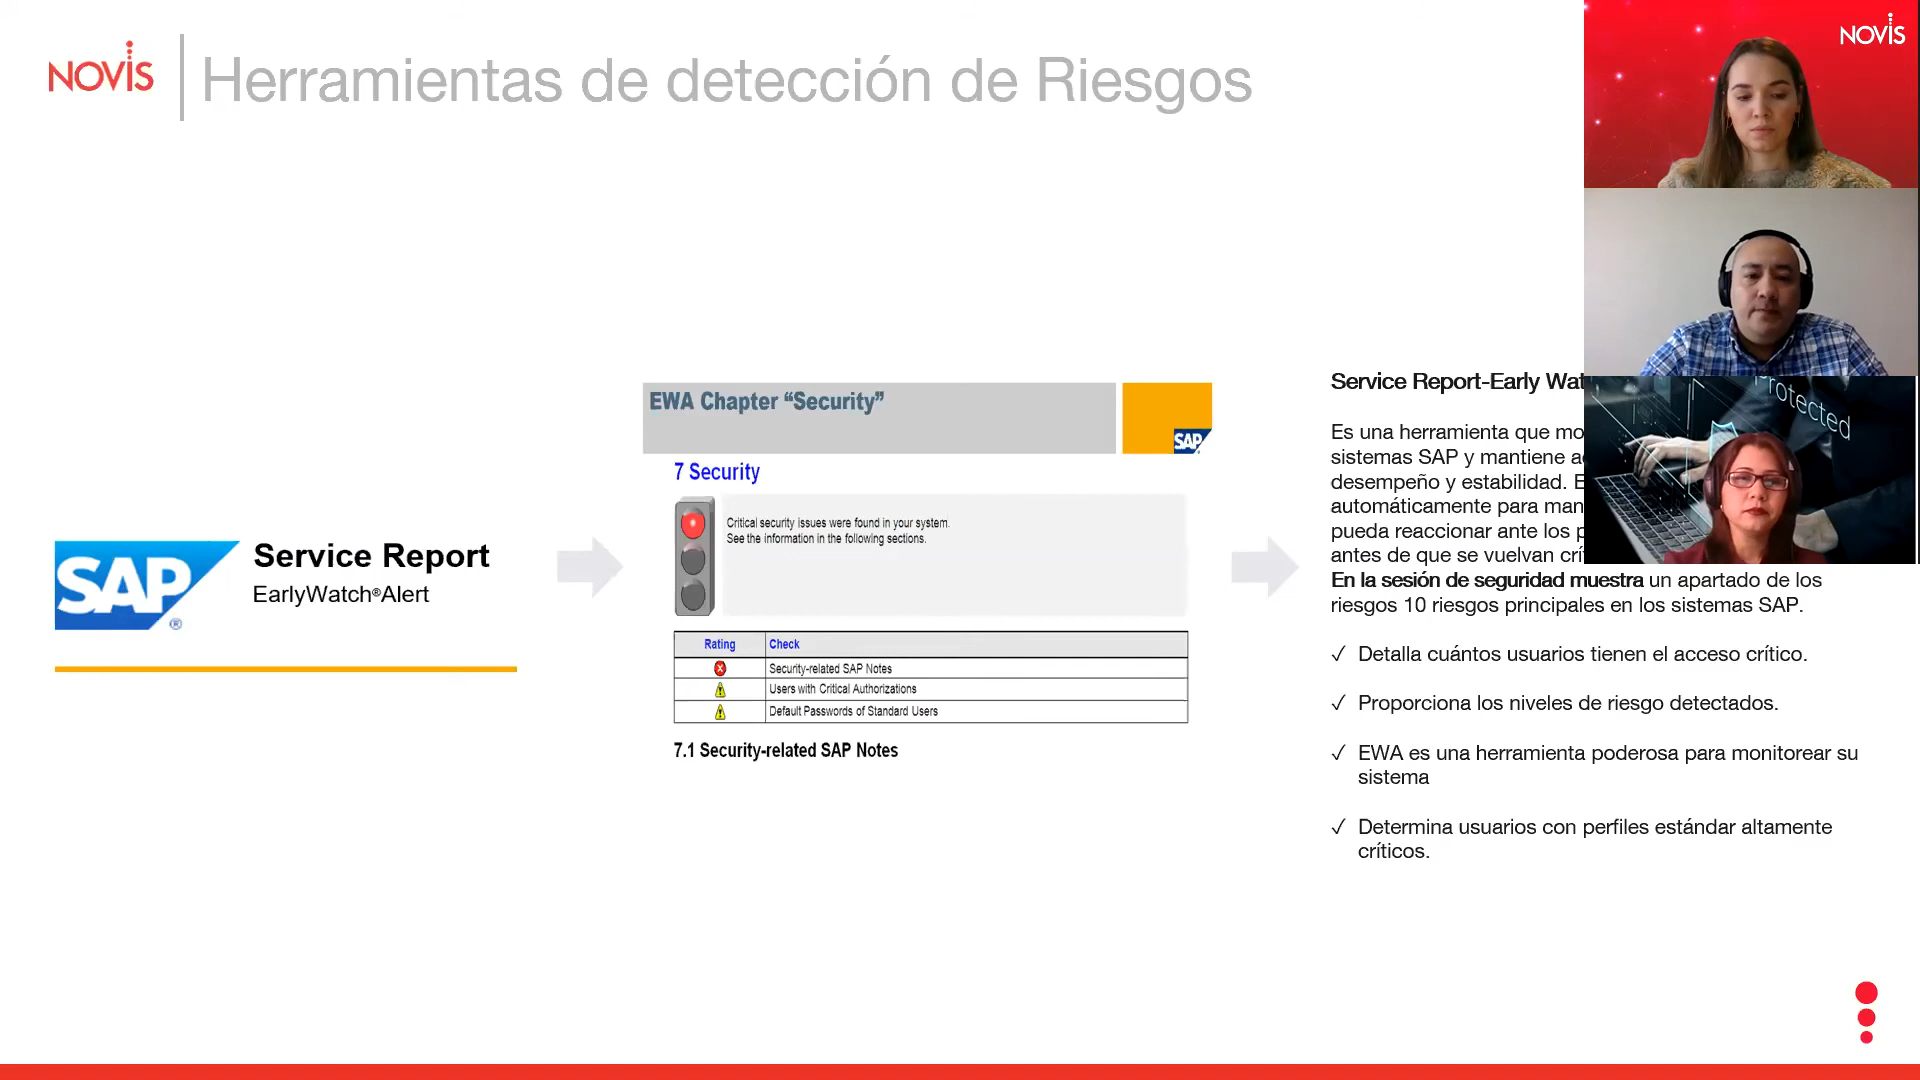 NOVIS
Herramientas de detección de Riesgos
NOVIS
SAP
®
Service Report
EarlyWatch®Alert
EWA Chapter “Security”
SAP
7 Security
Critical security issues were found in your system.
See the information in the following sections.
Rating Check
Security-related SAP Notes
Users with Critical Authorizations
Default Passwords of Standard Users
7.1 Security-related SAP Notes
Service Report-Early
Es una herramienta que
sistemas SAP y mantiene
desempeño y estabilidad.
automáticamente para
pueda reaccionar ante los
antes de que se vuelvan
En la sesión de seguridad muestra un apartado de los
riesgos 10 riesgos principales en los sistemas SAP.
✓ Detalla cuántos usuarios tienen el acceso crítico.
✓ Proporciona los niveles de riesgo detectados.
✓ EWA es una herramienta poderosa para monitorear su
sistema
✓ Determina usuarios con perfiles estándar altamente
críticos.
Protected